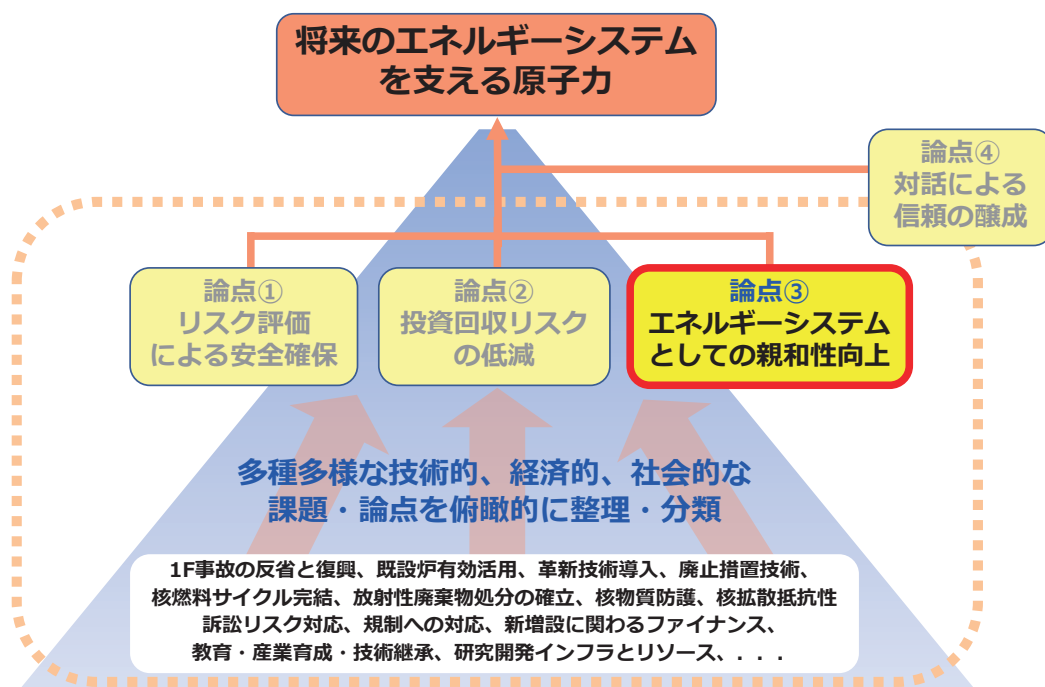 将来のエネルギーシステム
を支える原子力
論点④
対話による
信頼の醸成
論点①
リスク評価
による安全確保
論点②
投資回収リスク
の低減
論点③
エネルギーシステム
としての親和性向上
多種多様な技術的、経済的、社会的な
課題・論点を俯瞰的に整理・分類
1F事故の反省と復興、既設炉有効活用、革新技術導入、廃止措置技術、
核燃料サイクル完結、放射性廃棄物処分の確立、核物質防護、核拡散抵抗性
訴訟リスク対応、規制への対応、新増設に関わるファイナンス、
教育・産業育成・技術継承、研究開発インフラとリソース、．．．